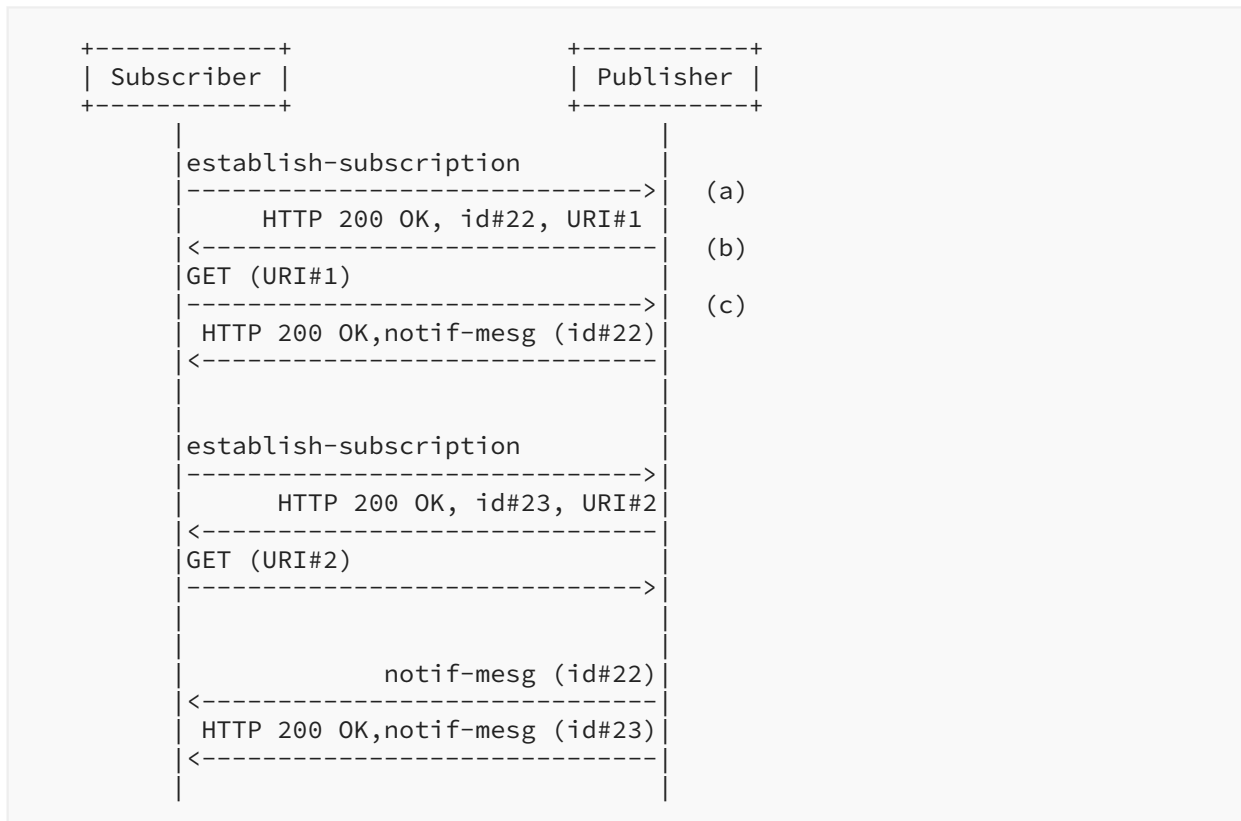 +------------+                  +-----------+
| Subscriber |                  | Publisher |
+------------+                  +-----------+
      |                               |
      |establish-subscription         |
      |------------------------------>|  (a)
      |     HTTP 200 OK, id#22, URI#1 |
      |<------------------------------|  (b)
      |GET (URI#1)                    |
      |------------------------------>|  (c)
      | HTTP 200 OK,notif-mesg (id#22)|
      |<------------------------------|
      |                               |
      |                               |
      |establish-subscription         |
      |------------------------------>|
      |      HTTP 200 OK, id#23, URI#2|
      |<------------------------------|
      |GET (URI#2)                    |
      |------------------------------>|
      |                               |
      |                               |
      |             notif-mesg (id#22)|
      |<------------------------------|
      | HTTP 200 OK,notif-mesg (id#23)|
      |<------------------------------|
      |                               |